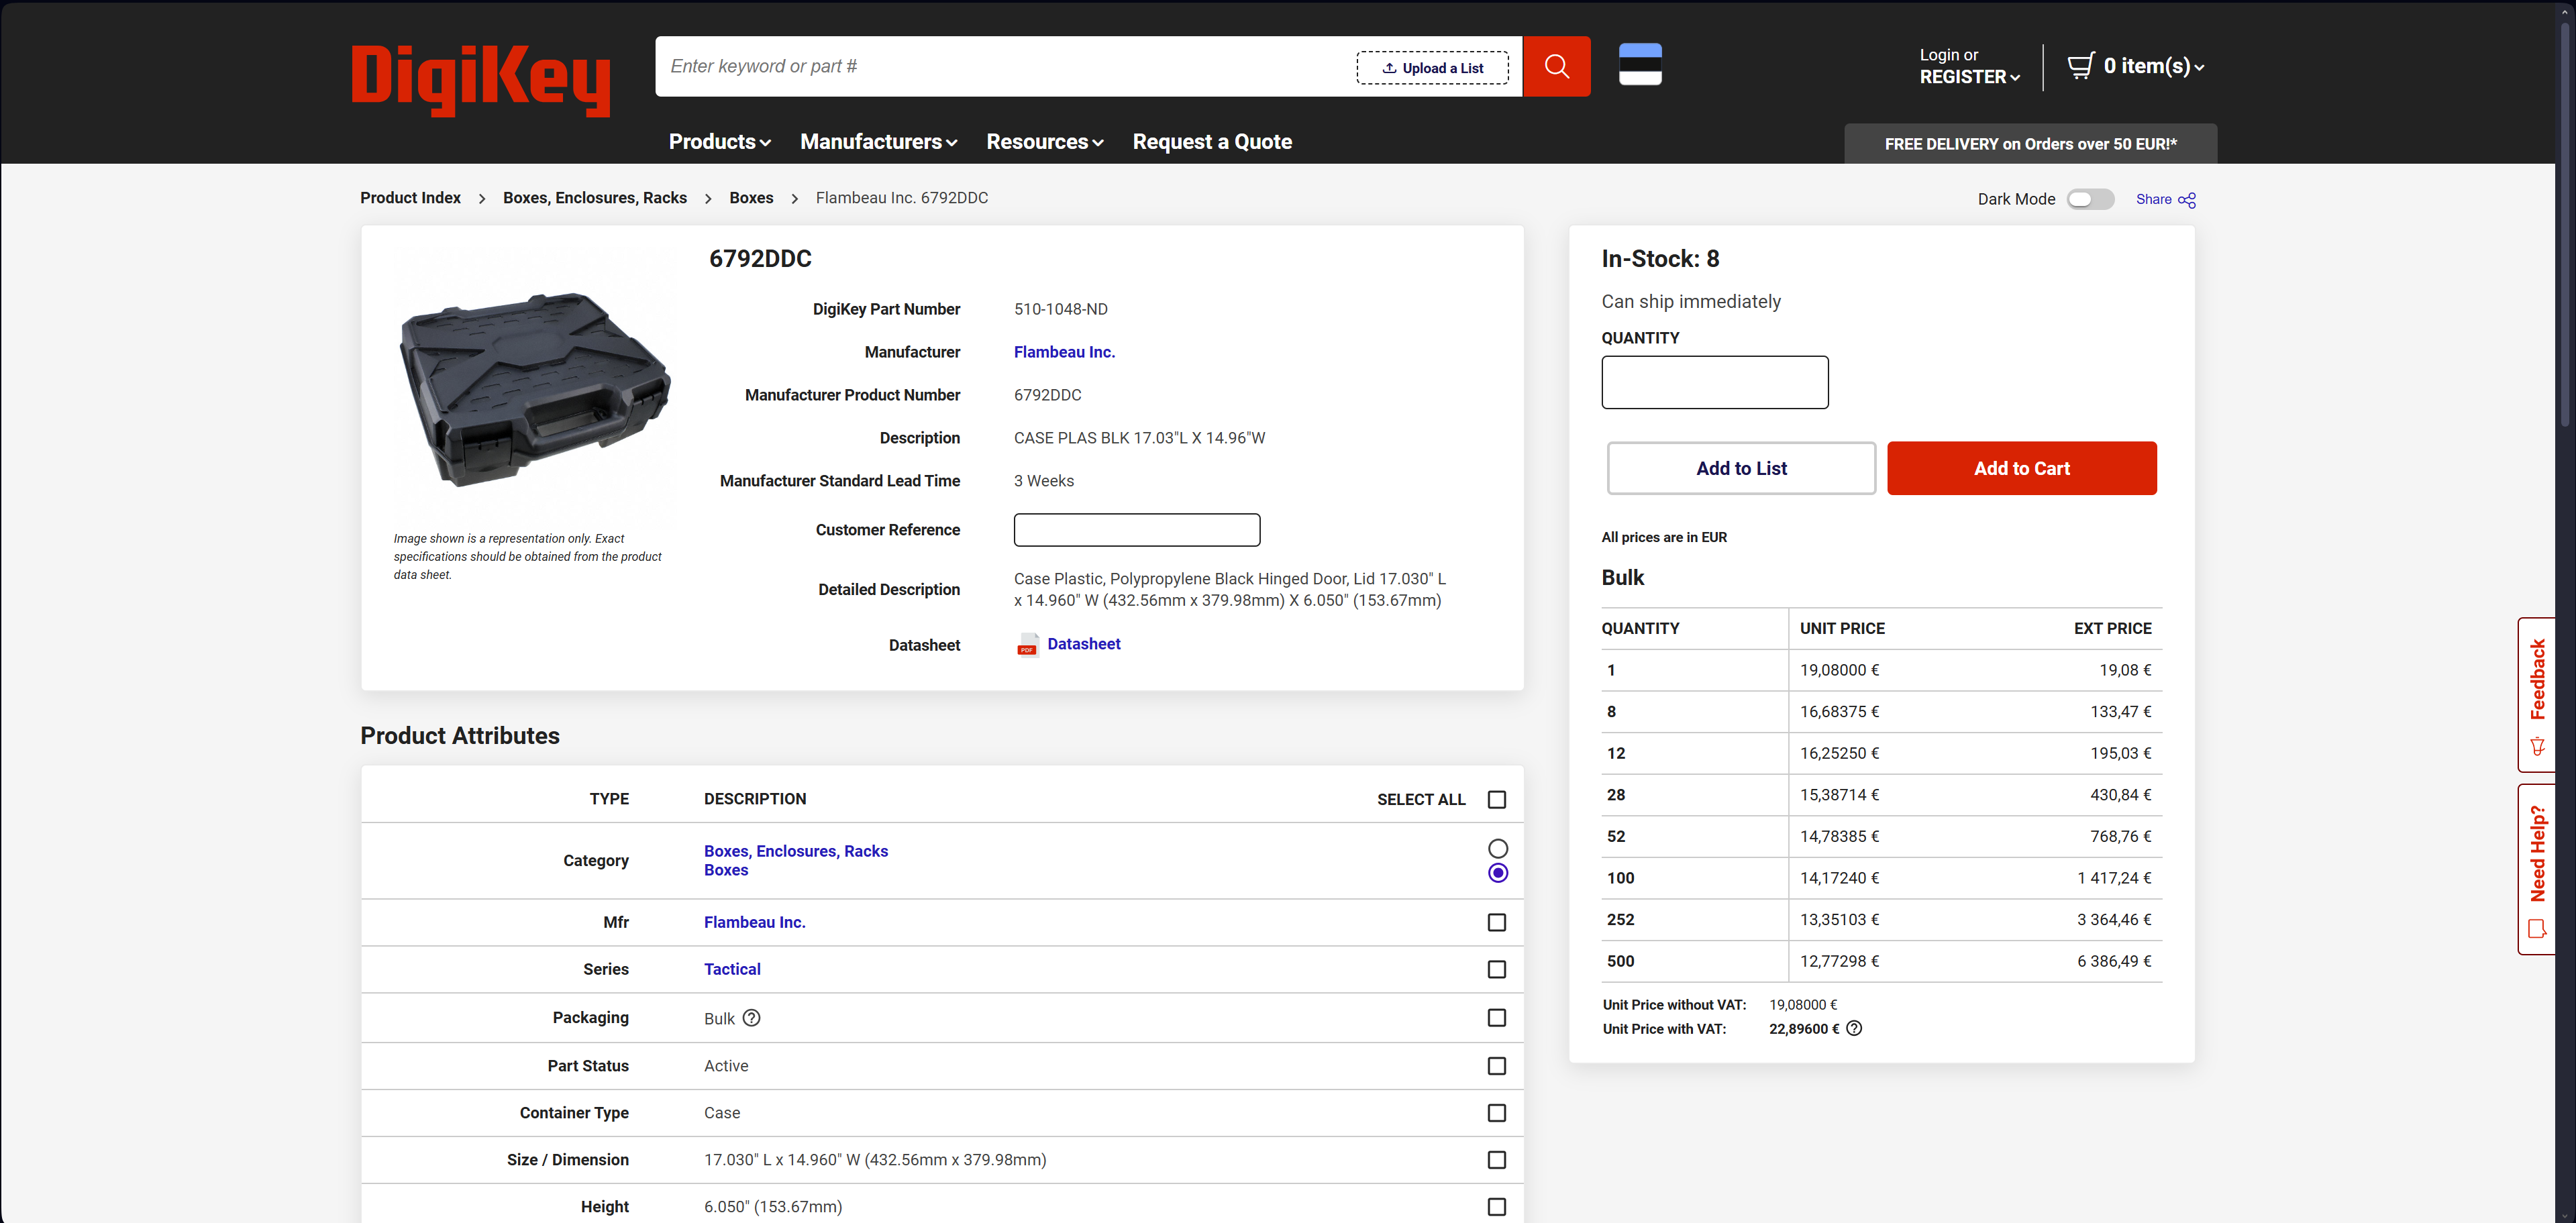 DigiKey
Enter keyword or part #
Upload a List
Login or
REGISTER
0 item(s)
Products
Manufacturers
Resources
Request a Quote
FREE DELIVERY on Orders over 50 EUR!*
Product Index > Boxes, Enclosures, Racks > Boxes > Flambeau Inc. 6792DDC
Dark Mode
Share
6792DDC
DigiKey Part Number 510-1048-ND
Manufacturer Flambeau Inc.
Manufacturer Product Number 6792DDC
Description CASE PLAS BLK 17.03"L X 14.96"W
Manufacturer Standard Lead Time 3 Weeks
Customer Reference
Detailed Description Case Plastic, Polypropylene Black Hinged Door, Lid 17.030" L
x 14.960" W (432.56mm x 379.98mm) X 6.050" (153.67mm)
Datasheet PDF Datasheet
Image shown is a representation only. Exact
specifications should be obtained from the product
data sheet.
In-Stock: 8
Can ship immediately
QUANTITY
Add to List
Add to Cart
All prices are in EUR
Bulk
QUANTITY UNIT PRICE EXT PRICE
1 19,08000 € 19,08 €
8 16,68375 € 133,47 €
12 16,25250 € 195,03 €
28 15,38714 € 430,84 €
52 14,78385 € 768,76 €
100 14,17240 € 1 417,24 €
252 13,35103 € 3 364,46 €
500 12,77298 € 6 386,49 €
Unit Price without VAT: 19,08000 €
Unit Price with VAT: 22,89600 €
Product Attributes
TYPE DESCRIPTION SELECT ALL
Category Boxes, Enclosures, Racks
Boxes
Mfr Flambeau Inc.
Series Tactical
Packaging Bulk
Part Status Active
Container Type Case
Size / Dimension 17.030" L x 14.960" W (432.56mm x 379.98mm)
Height 6.050" (153.67mm)
Feedback
Need Help?